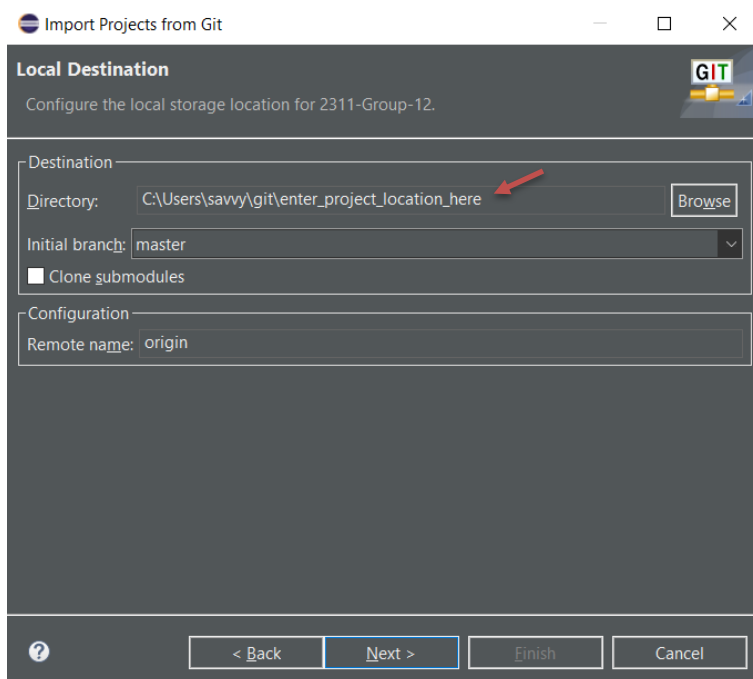 Import Projects from Git
Local Destination
GIT
Configure the local storage location for 2311-Group-12.
Destination
Directory: C:\Users\savvy\git\enter_project_location_here Browse
Initial branch: master
Clone submodules
Configuration
Remote name: origin
? < Back Next > Finish Cancel